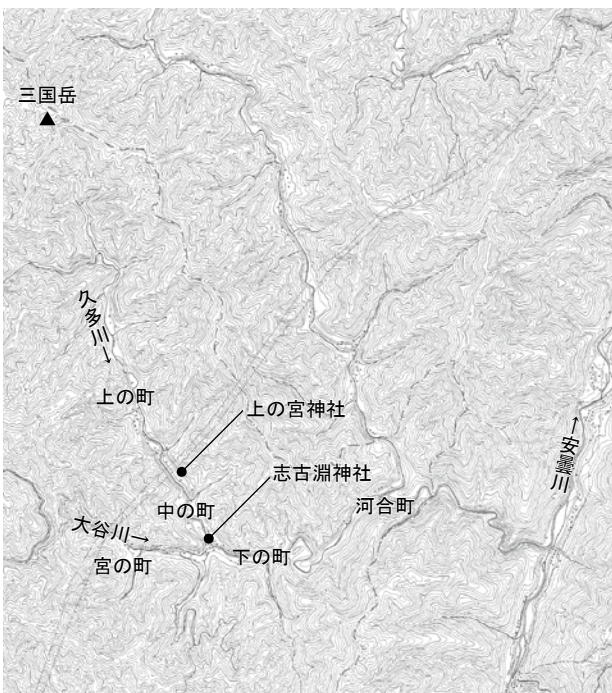 三国岳
久多川→
上の町
上の宮神社
志古淵神社
←安曇川
中の町
河合町
大谷川→
下の町
宮の町